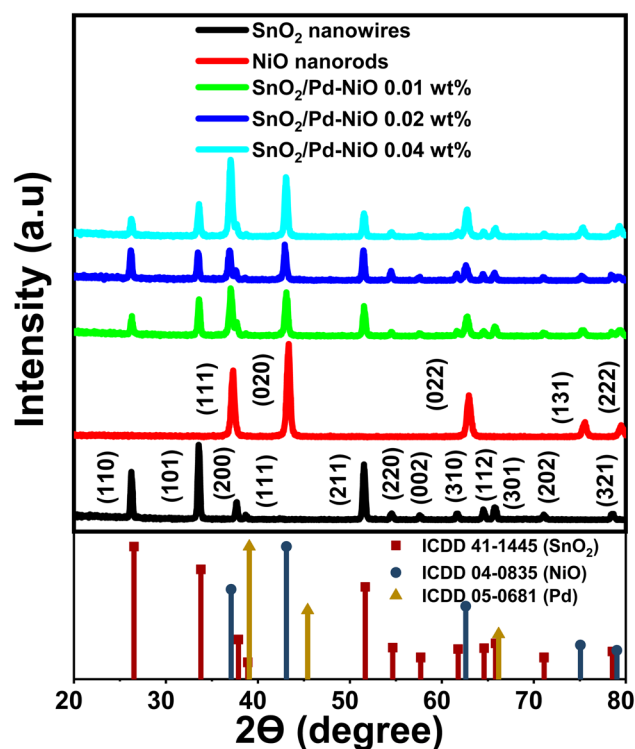 SnO₂ nanowires
NiO nanorods
SnO₂/Pd-NiO 0.01 wt%
SnO₂/Pd-NiO 0.02 wt%
SnO₂/Pd-NiO 0.04 wt%
Intensity (a.u)
(111)
(020)
(022)
(131)
(222)
(110)
(101)
(200)
(111)
(211)
(220)
(002)
(310)
(112)
(301)
(202)
(321)
ICDD 41-1445 (SnO₂)
ICDD 04-0835 (NiO)
ICDD 05-0681 (Pd)
20 30 40 50 60 70 80
2Θ (degree)